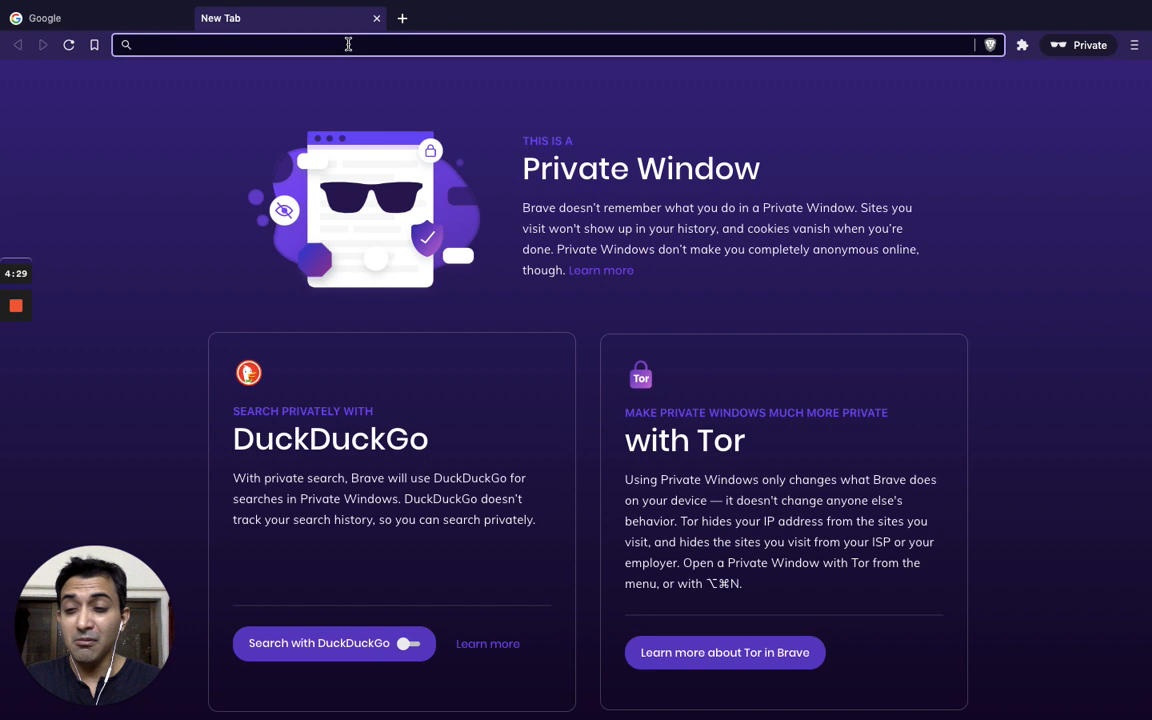 Google
New Tab
Private
THIS IS A
Private Window
Brave doesn’t remember what you do in a Private Window. Sites you
visit won't show up in your history, and cookies vanish when you’re
done. Private Windows don’t make you completely anonymous online,
though. Learn more
4:29
SEARCH PRIVATELY WITH
DuckDuckGo
With private search, Brave will use DuckDuckGo for
searches in Private Windows. DuckDuckGo doesn’t
track your search history, so you can search privately.
Search with DuckDuckGo
Learn more
Tor
MAKE PRIVATE WINDOWS MUCH MORE PRIVATE
with Tor
Using Private Windows only changes what Brave does
on your device — it doesn't change anyone else's
behavior. Tor hides your IP address from the sites you
visit, and hides the sites you visit from your ISP or your
employer. Open a Private Window with Tor from the
menu, or with ⌥⌘N.
Learn more about Tor in Brave